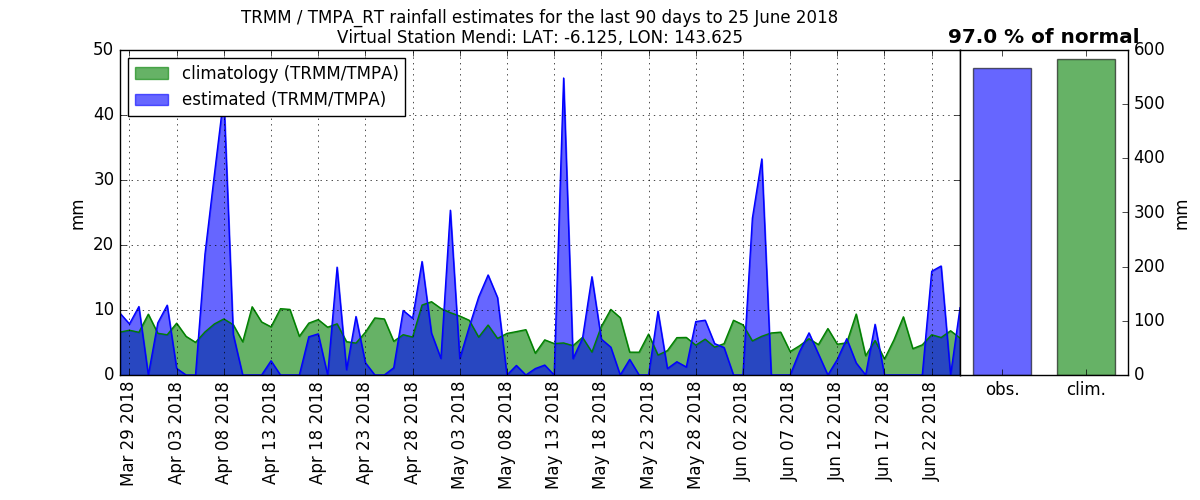 TRMM / TMPA_RT rainfall estimates for the last 90 days to 25 June 2018
Virtual Station Mendi: LAT: -6.125, LON: 143.625
97.0 % of normal
climatology (TRMM/TMPA)
estimated (TRMM/TMPA)
50
40
30
20
10
0
mm
600
500
400
300
200
100
0
mm
obs.
clim.
Mar 29 2018
Apr 03 2018
Apr 08 2018
Apr 13 2018
Apr 18 2018
Apr 23 2018
Apr 28 2018
May 03 2018
May 08 2018
May 13 2018
May 18 2018
May 23 2018
May 28 2018
Jun 02 2018
Jun 07 2018
Jun 12 2018
Jun 17 2018
Jun 22 2018